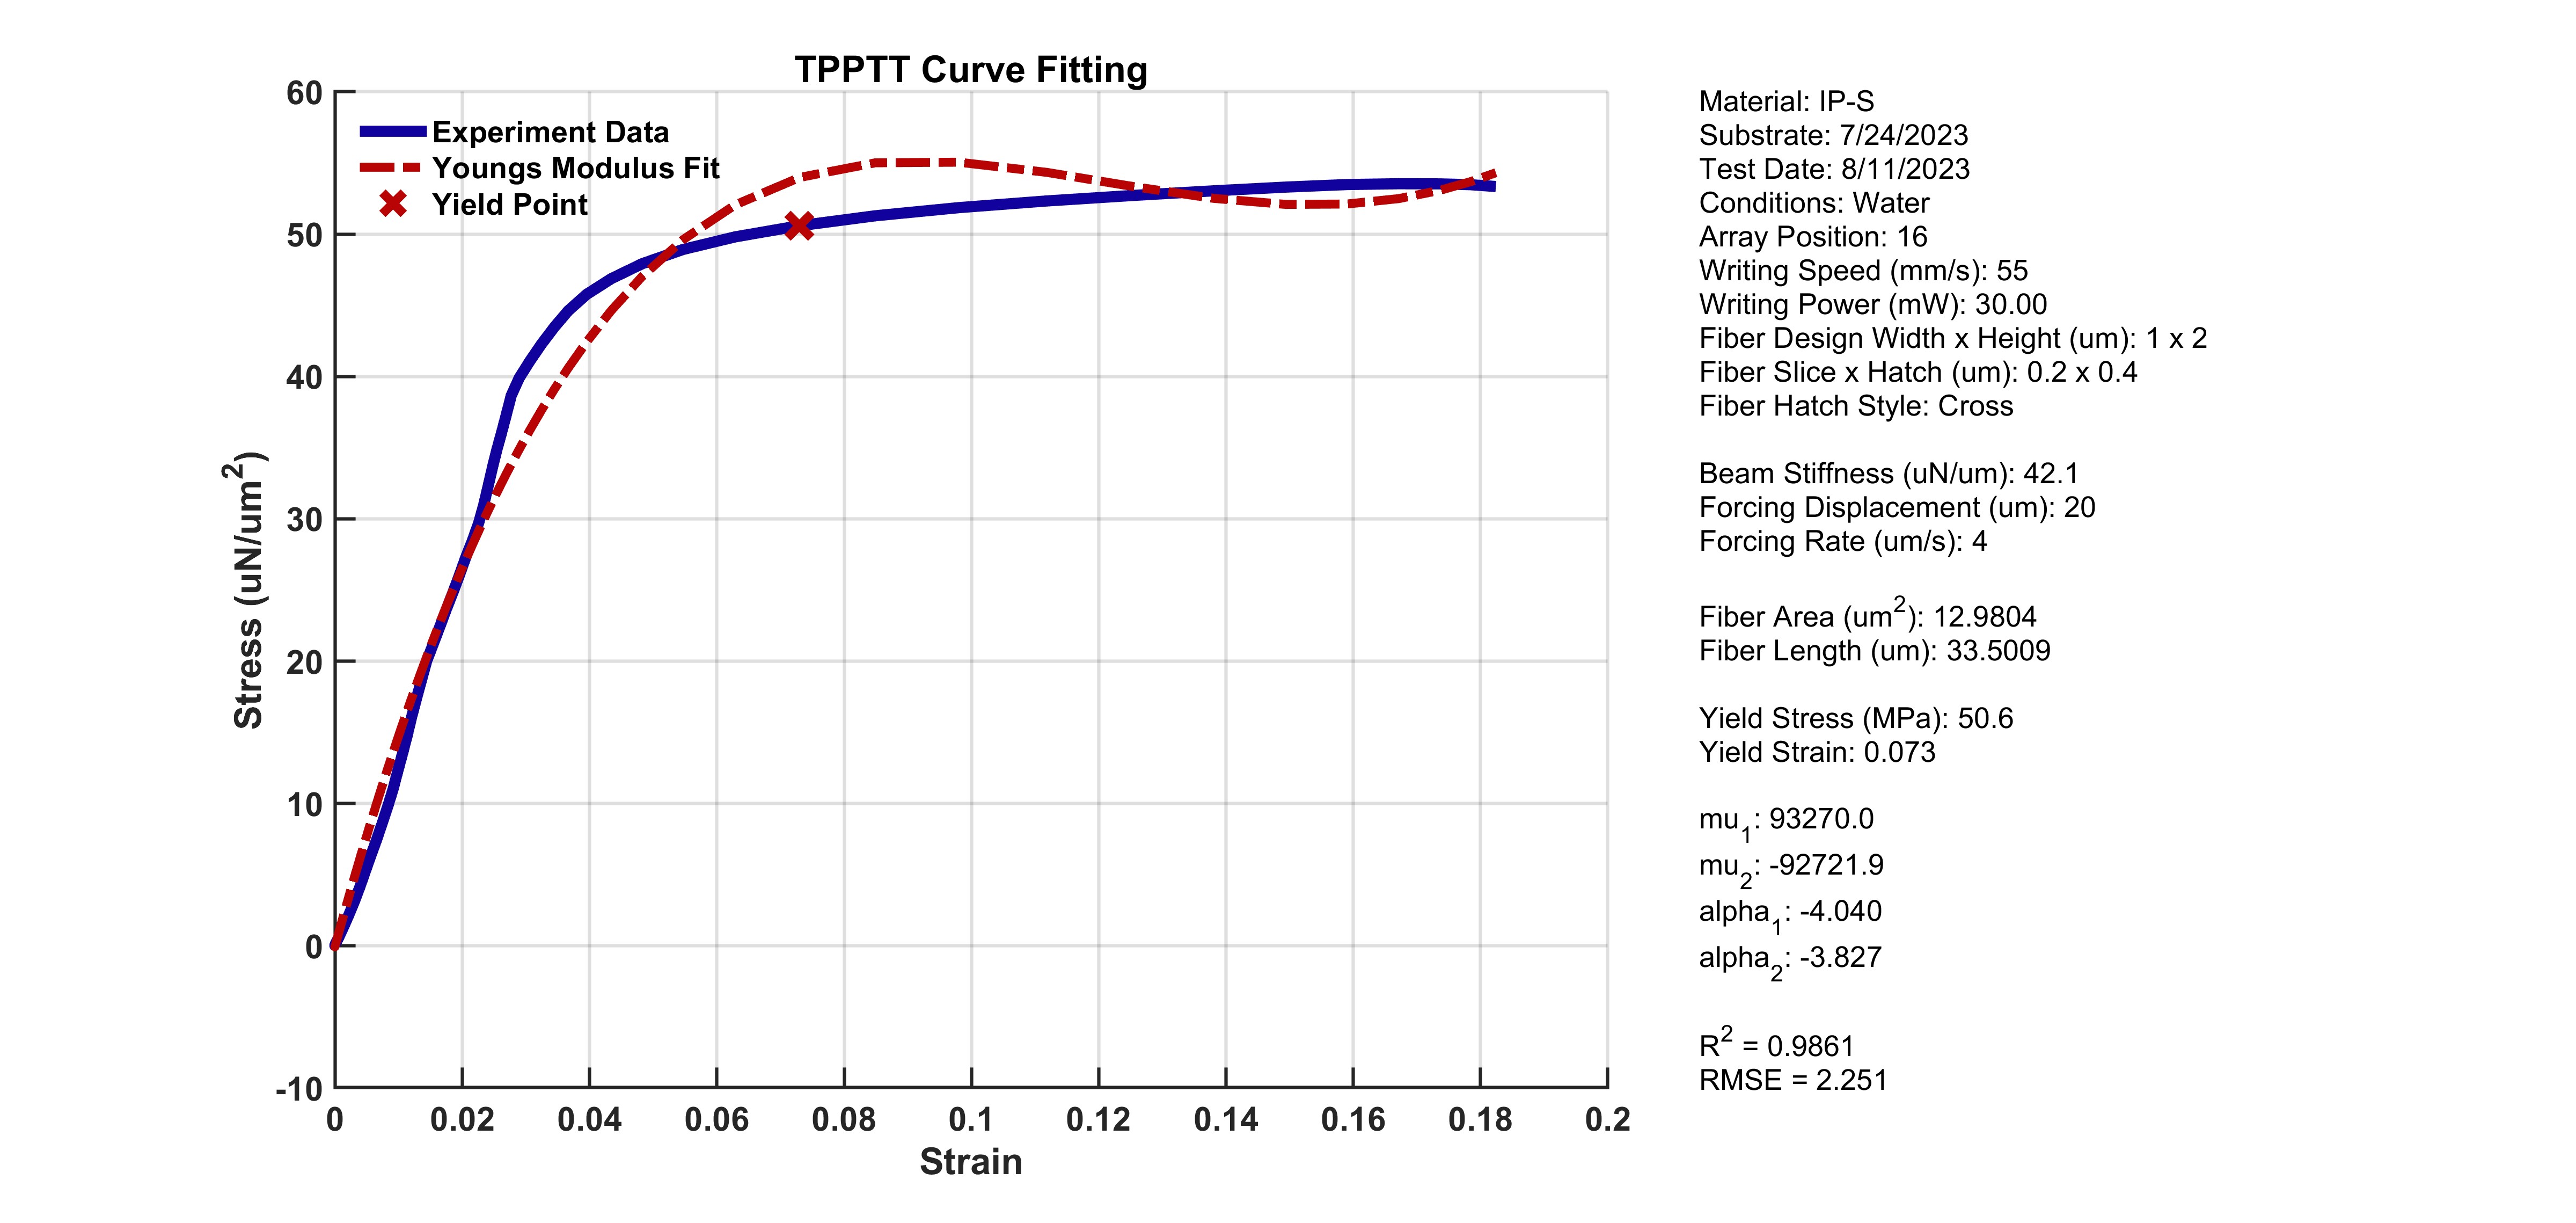 TPPTT Curve Fitting
60
50
40
30
20
10
0
-10
Stress (uN/um²)
Experiment Data
Youngs Modulus Fit
Yield Point
0 0.02 0.04 0.06 0.08 0.1 0.12 0.14 0.16 0.18 0.2
Strain
Material: IP-S
Substrate: 7/24/2023
Test Date: 8/11/2023
Conditions: Water
Array Position: 16
Writing Speed (mm/s): 55
Writing Power (mW): 30.00
Fiber Design Width x Height (um): 1 x 2
Fiber Slice x Hatch (um): 0.2 x 0.4
Fiber Hatch Style: Cross
Beam Stiffness (uN/um): 42.1
Forcing Displacement (um): 20
Forcing Rate (um/s): 4
Fiber Area (um²): 12.9804
Fiber Length (um): 33.5009
Yield Stress (MPa): 50.6
Yield Strain: 0.073
mu₁: 93270.0
mu₂: -92721.9
alpha₁: -4.040
alpha₂: -3.827
R² = 0.9861
RMSE = 2.251